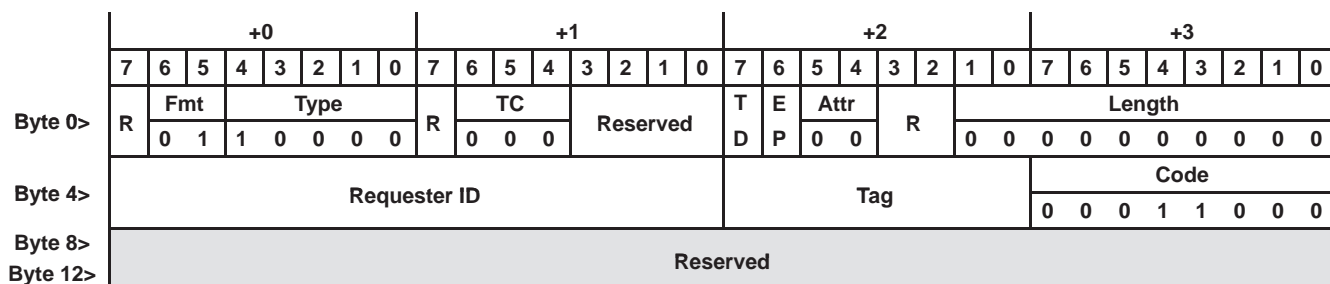 +0 +1 +2 +3
7 6 5 4 3 2 1 0 7 6 5 4 3 2 1 0 7 6 5 4 3 2 1 0 7 6 5 4 3 2 1 0
Byte 0> R Fmt Type R TC Reserved T E Attr R Length
0 1 1 0 0 0 0 0 0 0 D P 0 0 0 0 0 0 0 0 0 0 0 0
Byte 4> Requester ID Tag Code
0 0 0 1 1 0 0 0
Byte 8>
Reserved
Byte 12>